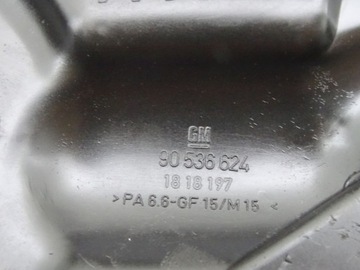 GM
90 536 624
18 18 197
>PA 6.6-GF 15/M 15<